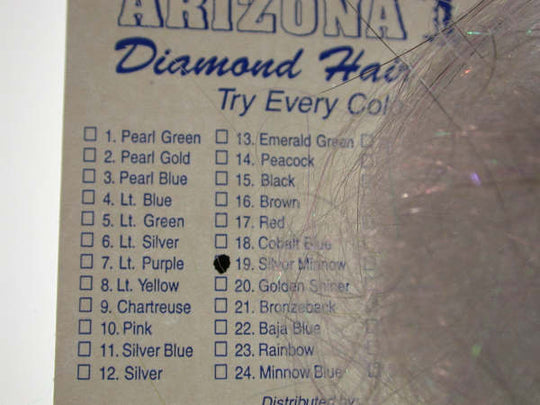 ARIZONA
Diamond Hair
Try Every Col
1. Pearl Green
2. Pearl Gold
3. Pearl Blue
4. Lt. Blue
5. Lt. Green
6. Lt. Silver
7. Lt. Purple
8. Lt. Yellow
9. Chartreuse
10. Pink
11. Silver Blue
12. Silver
13. Emerald Green
14. Peacock
15. Black
16. Brown
17. Red
18. Cobalt Blue
19. Silver Minnow
20. Golden Shiner
21. Bronzeback
22. Baja Blue
23. Rainbow
24. Minnow Blue
Distributed by